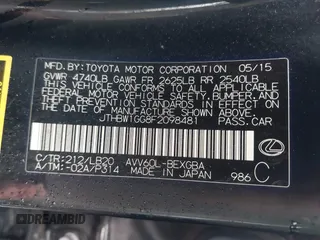 MFD.BY:TOYOTA MOTOR CORPORATION 05/15
GVWR 4740LB GAWR FR 2625LB RR 2540LB
THIS VEHICLE CONFORMS TO ALL APPLICABLE
FEDERAL MOTOR VEHICLE SAFETY, BUMPER, AND
THEFT PREVENTION STANDARDS IN EFFECT ON THE DATE
OF MANUFACTURE SHOWN ABOVE.
JTHBW1GG8F2098481 PASS.CAR
C/TR:212/LB20 AVV60L-BEXGBA
A/TM:-02A/P314 MADE IN JAPAN 986 C
DREAMBID